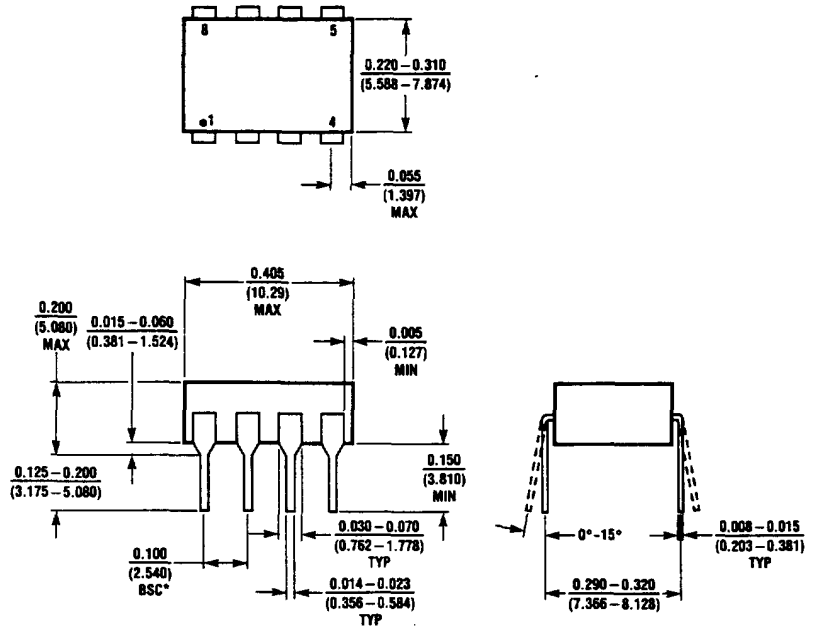 8 5
0.220 – 0.310
(5.588 – 7.874)
●1 4
0.055
(1.397)
MAX
0.405
(10.29)
MAX
0.200
(5.080)
MAX
0.015 – 0.060
(0.381 – 1.524)
0.005
(0.127)
MIN
0.125 – 0.200
(3.175 – 5.080)
0.150
(3.810)
MIN
0.100
(2.540)
BSC*
0.030 – 0.070
(0.762 – 1.778)
TYP
0.014 – 0.023
(0.356 – 0.584)
TYP
0°-15°
0.008 – 0.015
(0.203 – 0.381)
TYP
0.290 – 0.320
(7.366 – 8.128)